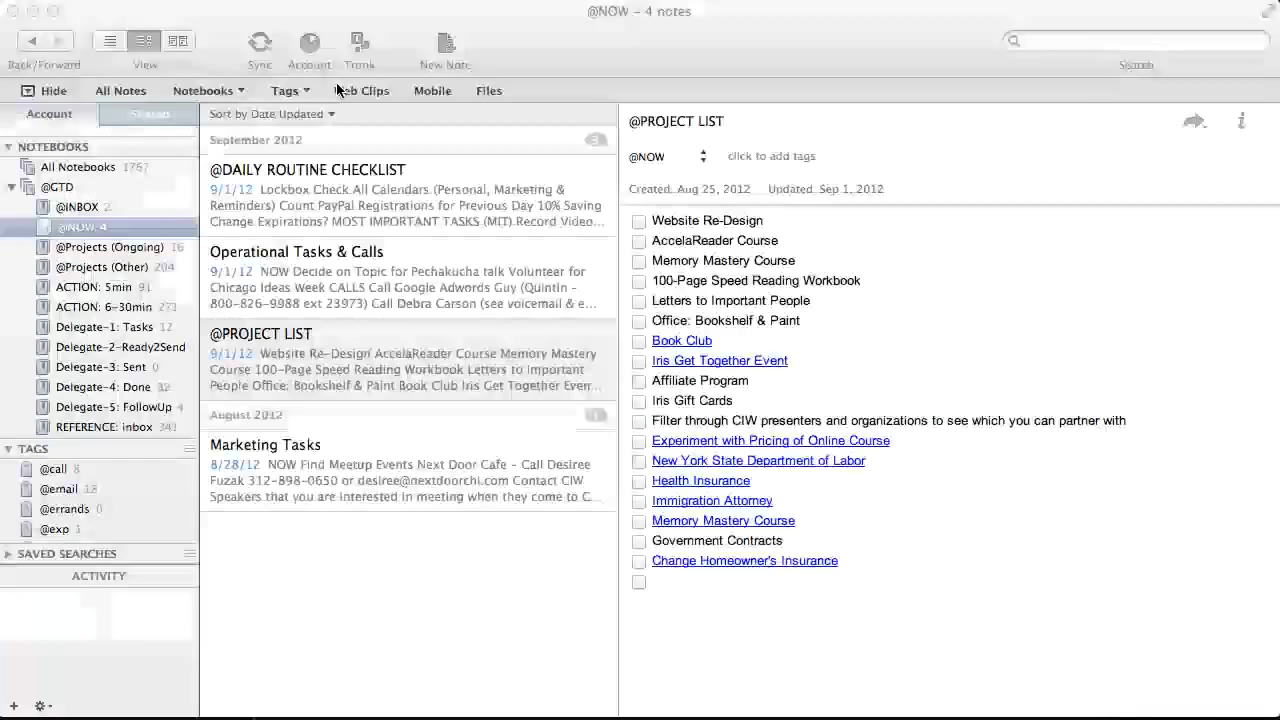 @NOW – 4 notes
Back/Forward View Sync Account Trunk New Note Search
Hide All Notes Notebooks Tags Web Clips Mobile Files
Account Shared
NOTEBOOKS
All Notebooks 1767
@GTD
@INBOX 2
@NOW 4
@Projects (Ongoing) 16
@Projects (Other) 204
ACTION: 5min 91
ACTION: 6-30min 271
Delegate-1: Tasks 12
Delegate-2-Ready2Send
Delegate-3: Sent 0
Delegate-4: Done 32
Delegate-5: FollowUp 4
REFERENCE: inbox 341
TAGS
@call 8
@email 13
@errands 0
@exp 1
SAVED SEARCHES
ACTIVITY
Sort by Date Updated
September 2012 3
@DAILY ROUTINE CHECKLIST
9/1/12 Lockbox Check All Calendars (Personal, Marketing &
Reminders) Count PayPal Registrations for Previous Day 10% Saving
Change Expirations? MOST IMPORTANT TASKS (MIT) Record Video...
Operational Tasks & Calls
9/1/12 NOW Decide on Topic for Pechakucha talk Volunteer for
Chicago Ideas Week CALLS Call Google Adwords Guy (Quintin –
800-826-9988 ext 23973) Call Debra Carson (see voicemail & e...
@PROJECT LIST
9/1/12 Website Re-Design AccelaReader Course Memory Mastery
Course 100-Page Speed Reading Workbook Letters to Important
People Office: Bookshelf & Paint Book Club Iris Get Together Even...
August 2012 1
Marketing Tasks
8/28/12 NOW Find Meetup Events Next Door Cafe - Call Desiree
Fuzak 312-898-0650 or desiree@nextdoorchi.com Contact CIW
Speakers that you are interested in meeting when they come to C...
@PROJECT LIST
@NOW click to add tags
Created: Aug 25, 2012 Updated: Sep 1, 2012
Website Re-Design
AccelaReader Course
Memory Mastery Course
100-Page Speed Reading Workbook
Letters to Important People
Office: Bookshelf & Paint
Book Club
Iris Get Together Event
Affiliate Program
Iris Gift Cards
Filter through CIW presenters and organizations to see which you can partner with
Experiment with Pricing of Online Course
New York State Department of Labor
Health Insurance
Immigration Attorney
Memory Mastery Course
Government Contracts
Change Homeowner's Insurance